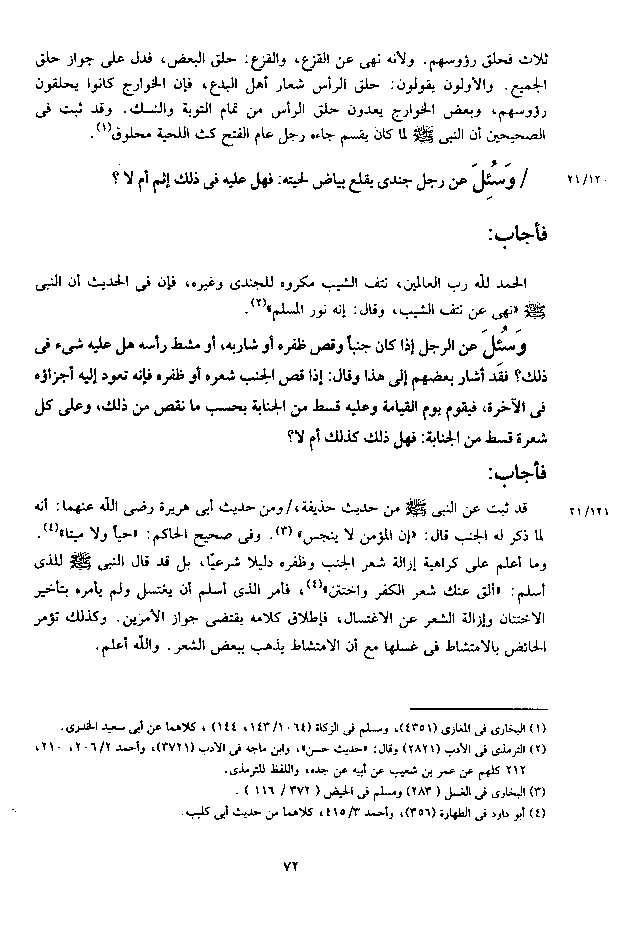 ثلاث فحلق رؤوسهم. ولأنه نهى عن القزع، والقزع: حلق البعض، فدل على جواز حلق
الجميع. والأولون يقولون: حلق الرأس شعار أهل البدع، فإن الخوارج كانوا يحلقون
رؤوسهم، وبعض الخوارج يعدون حلق الرأس من تمام التوبة والنسك. وقد ثبت فى
الصحيحين أن النبى ﷺ لما كان يقسم جاءه رجل عام الفتح كث اللحية محلوق(١).
٢١/١٢٠ / وَسُئِلَ عن رجل جندى يقلع بياض لحيته: فهل عليه فى ذلك إثم أم لا ؟
فأجاب:
الحمد لله رب العالمين، نتف الشيب مكروه للجندى وغيره، فإن فى الحديث أن النبى
ﷺ «نهى عن نتف الشيب، وقال: إنه نور المسلم»(٢).
وَسُئِلَ عن الرجل إذا كان جنباً وقص ظفره أو شاربه، أو مشط رأسه هل عليه شىء فى
ذلك؟ فقد أشار بعضهم إلى هذا وقال: إذا قص الجنب شعره أو ظفره فإنه تعود إليه أجزاؤه
فى الآخرة، فيقوم يوم القيامة وعليه قسط من الجنابة بحسب ما نقص من ذلك، وعلى كل
شعرة قسط من الجنابة: فهل ذلك كذلك أم لا؟
فأجاب:
٢١/١٢١ قد ثبت عن النبى ﷺ من حديث حذيفة، /ومن حديث أبى هريرة رضى الله عنهما: أنه
لما ذكر له الجنب قال: «إن المؤمن لا ينجس» (٣). وفى صحيح الحاكم: «حياً ولا ميتا»(٤).
وما أعلم على كراهية إزالة شعر الجنب وظفره دليلا شرعيًا، بل قد قال النبى ﷺ للذى
أسلم: «ألق عنك شعر الكفر واختتن»(٤)، فأمر الذى أسلم أن يغتسل ولم يأمره بتأخير
الاختتان وإزالة الشعر عن الاغتسال، فإطلاق كلامه يقتضى جواز الأمرين. وكذلك تؤمر
الحائض بالامتشاط فى غسلها مع أن الامتشاط يذهب ببعض الشعر. والله أعلم.
(١) البخارى فى المغازى (٤٣٥١)، ومسلم فى الزكاة (١٠٦٤/ ١٤٣، ١٤٤) ، كلاهما عن أبى سعيد الخدرى.
(٢) الترمذى فى الأدب (٢٨٢١) وقال: «حديث حسن»، وابن ماجه فى الأدب (٣٧٢١)، وأحمد ٢/ ٢٠٦، ٢١٠،
٢١٢ كلهم عن عمر بن شعيب عن أبيه عن جده، واللفظ للترمذى.
(٣) البخارى فى الغسل ( ٢٨٣) ومسلم فى الحيض ( ٣٧٢ / ١١٦ ) .
(٤) أبو داود فى الطهارة (٣٥٦)، وأحمد ٣/ ٤١٥، كلاهما من حديث أبى كليب.
٧٢